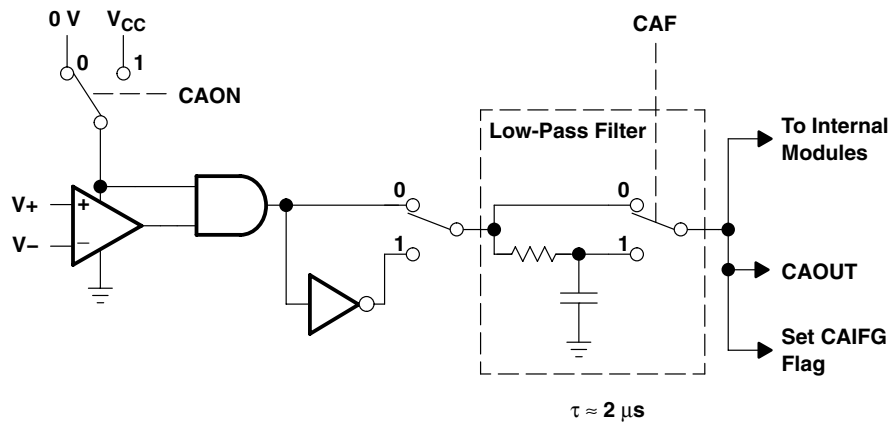 0 V
VCC
0
1
CAON
CAF
Low-Pass Filter
To Internal
Modules
V+
+
V−
−
0
1
0
1
CAOUT
Set CAIFG
Flag
τ ≈ 2 μs